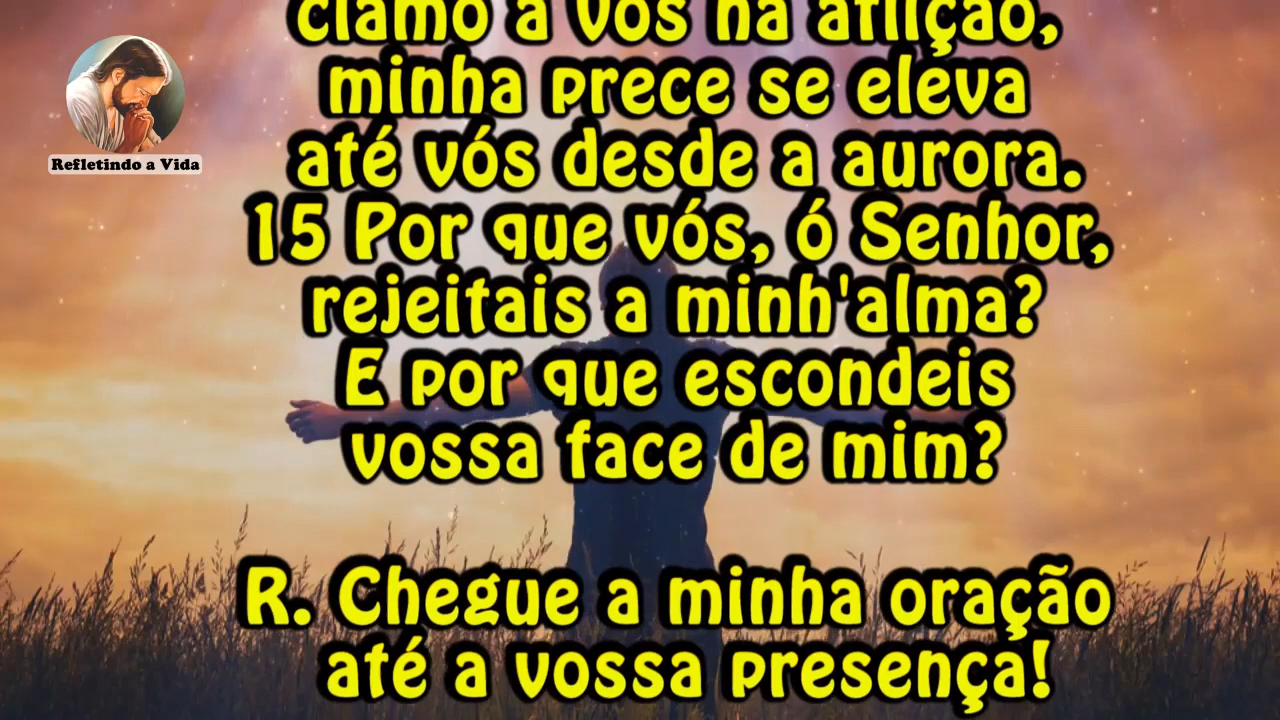 clamo a vós na aflição,
minha prece se eleva
até vós desde a aurora.
15 Por que vós, ó Senhor,
rejeitais a minh'alma?
E por que escondeis
vossa face de mim?
R. Chegue a minha oração
até a vossa presença!
Refletindo a Vida